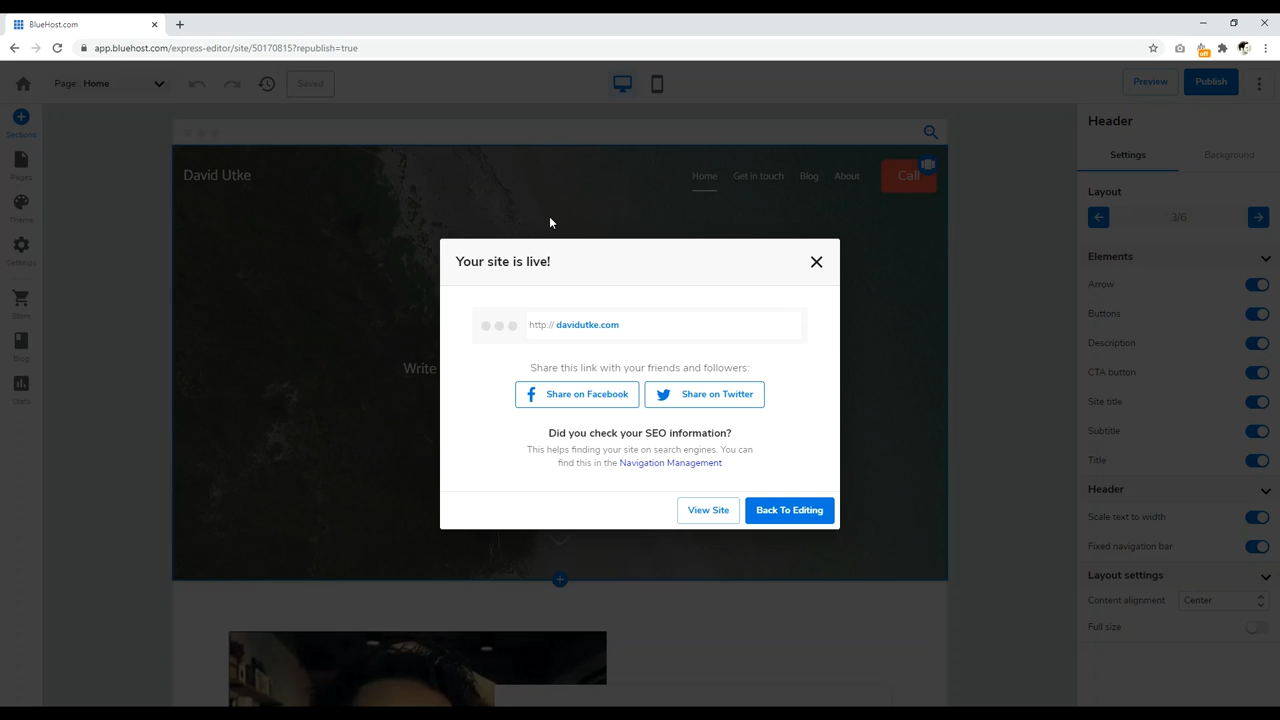 BlueHost.com
app.bluehost.com/express-editor/site/50170815?republish=true
off
Page: Home
Saved
Preview
Publish
Sections
Pages
Theme
Settings
Store
Blog
Stats
David Utke
Home
Get in touch
Blog
About
Call
Write
Your site is live!
http:// davidutke.com
Share this link with your friends and followers:
Share on Facebook
Share on Twitter
Did you check your SEO information?
This helps finding your site on search engines. You can
find this in the Navigation Management
View Site
Back To Editing
Header
Settings
Background
Layout
3/6
Elements
Arrow
Buttons
Description
CTA button
Site title
Subtitle
Title
Header
Scale text to width
Fixed navigation bar
Layout settings
Content alignment
Center
Full size